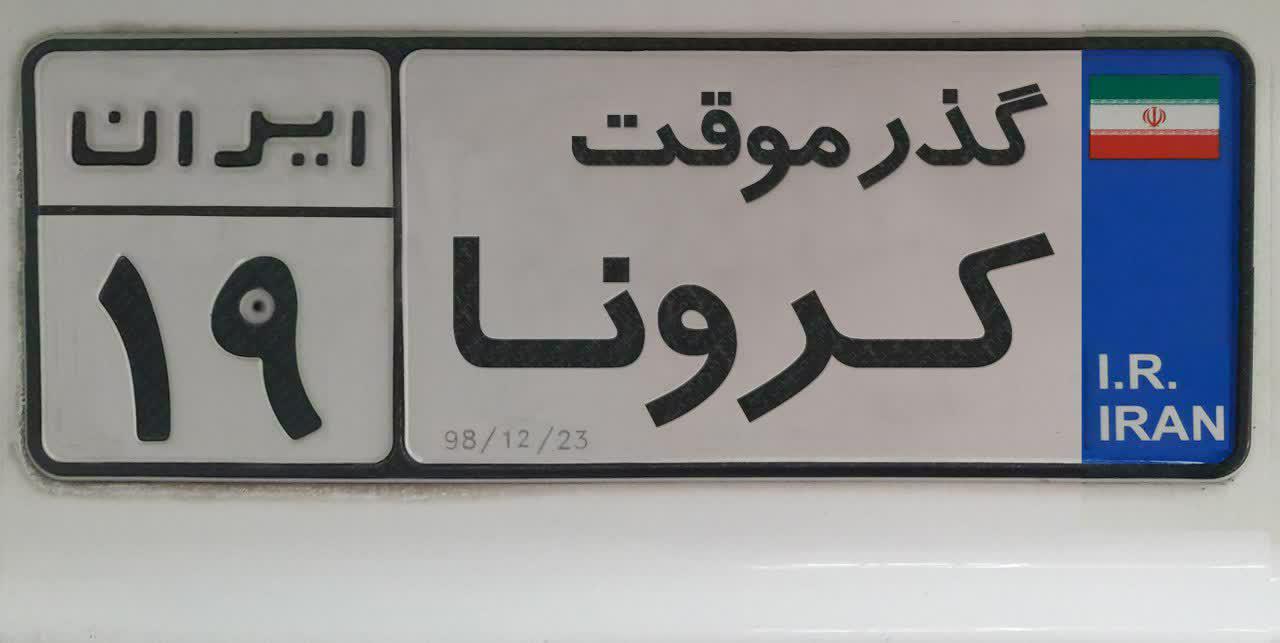 گذر موقت
کرونا
98/12/23
ایران
۱۹
I.R.
IRAN